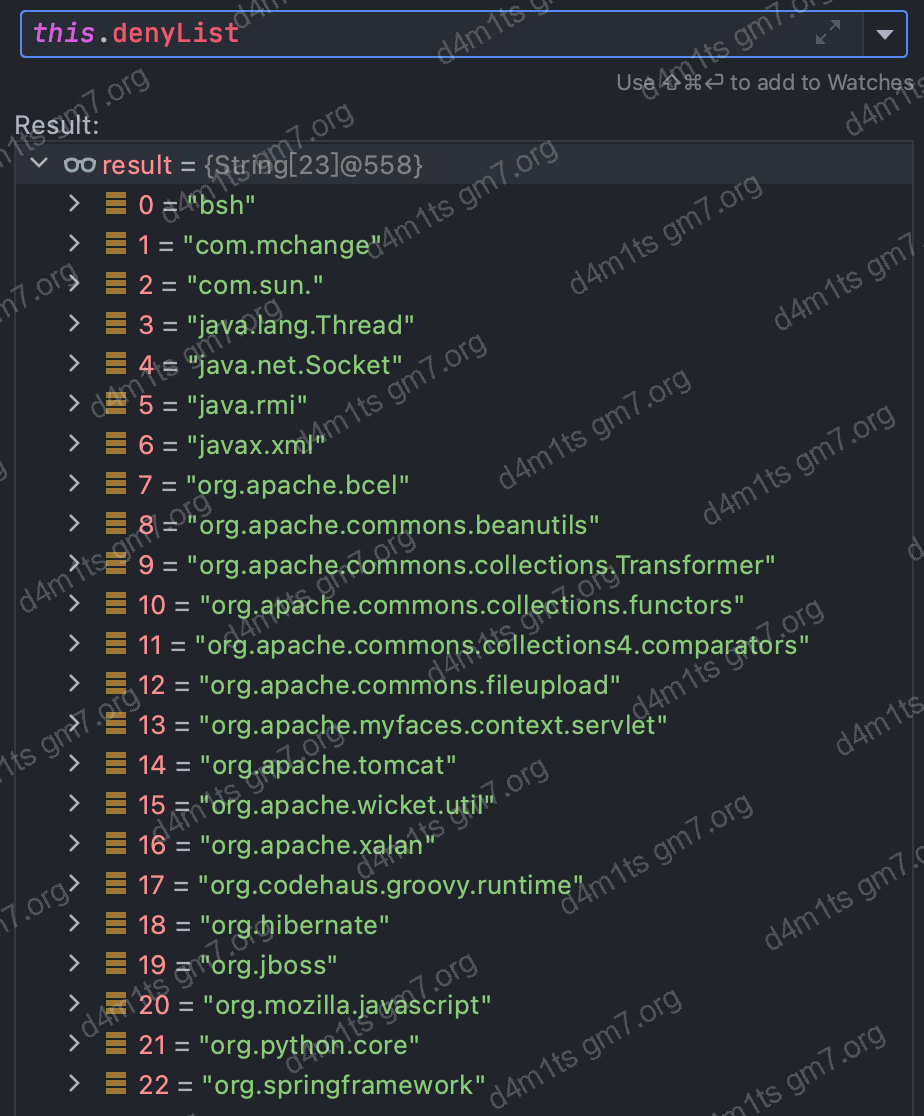 this.denyList
Use ⇧⌘⏎ to add to Watches
Result:
result = {String[23]@558}
0 = "bsh"
1 = "com.mchange"
2 = "com.sun."
3 = "java.lang.Thread"
4 = "java.net.Socket"
5 = "java.rmi"
6 = "javax.xml"
7 = "org.apache.bcel"
8 = "org.apache.commons.beanutils"
9 = "org.apache.commons.collections.Transformer"
10 = "org.apache.commons.collections.functors"
11 = "org.apache.commons.collections4.comparators"
12 = "org.apache.commons.fileupload"
13 = "org.apache.myfaces.context.servlet"
14 = "org.apache.tomcat"
15 = "org.apache.wicket.util"
16 = "org.apache.xalan"
17 = "org.codehaus.groovy.runtime"
18 = "org.hibernate"
19 = "org.jboss"
20 = "org.mozilla.javascript"
21 = "org.python.core"
22 = "org.springframework"
d4m1ts gm7.org